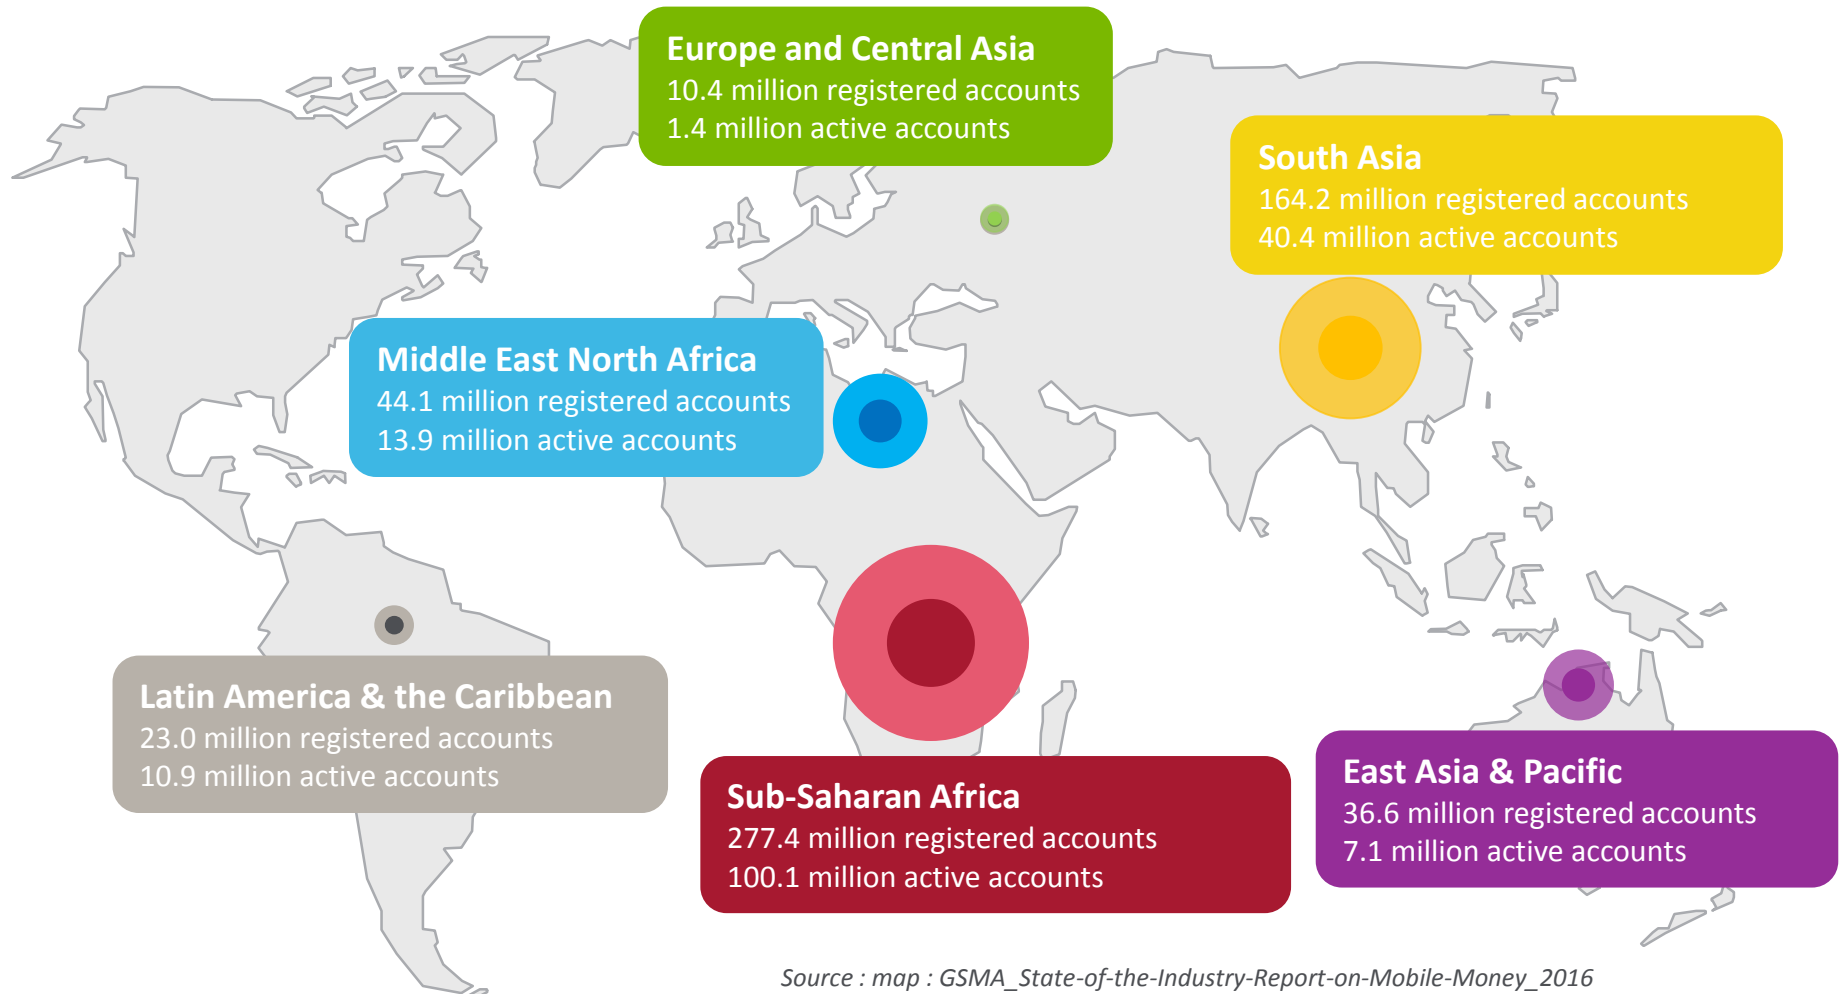 Europe and Central Asia
10.4 million registered accounts
1.4 million active accounts
South Asia
164.2 million registered accounts
40.4 million active accounts
Middle East North Africa
44.1 million registered accounts
13.9 million active accounts
Latin America & the Caribbean
23.0 million registered accounts
10.9 million active accounts
Sub-Saharan Africa
277.4 million registered accounts
100.1 million active accounts
East Asia & Pacific
36.6 million registered accounts
7.1 million active accounts
Source : map : GSMA_State-of-the-Industry-Report-on-Mobile-Money_2016